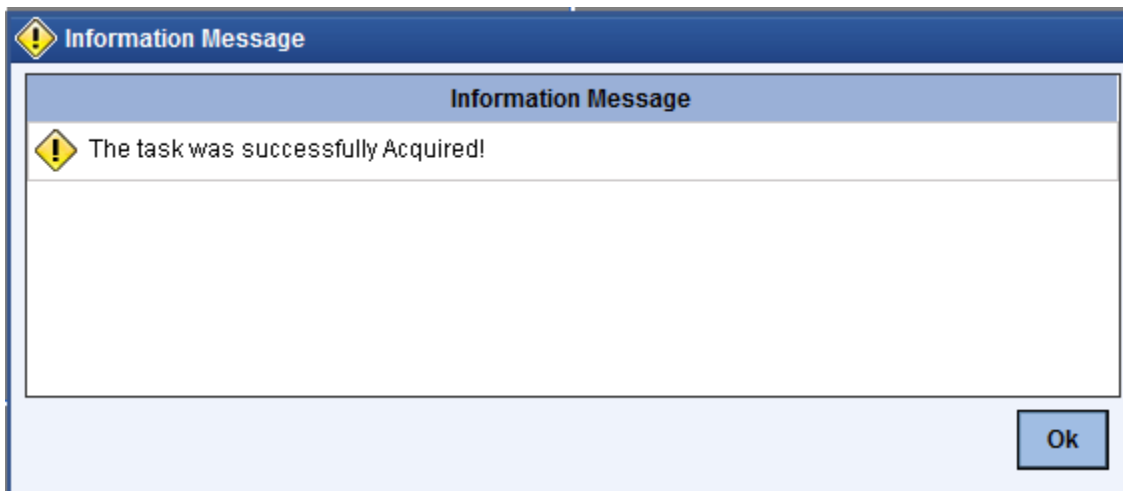 Information Message
Information Message
The task was successfully Acquired!
Ok